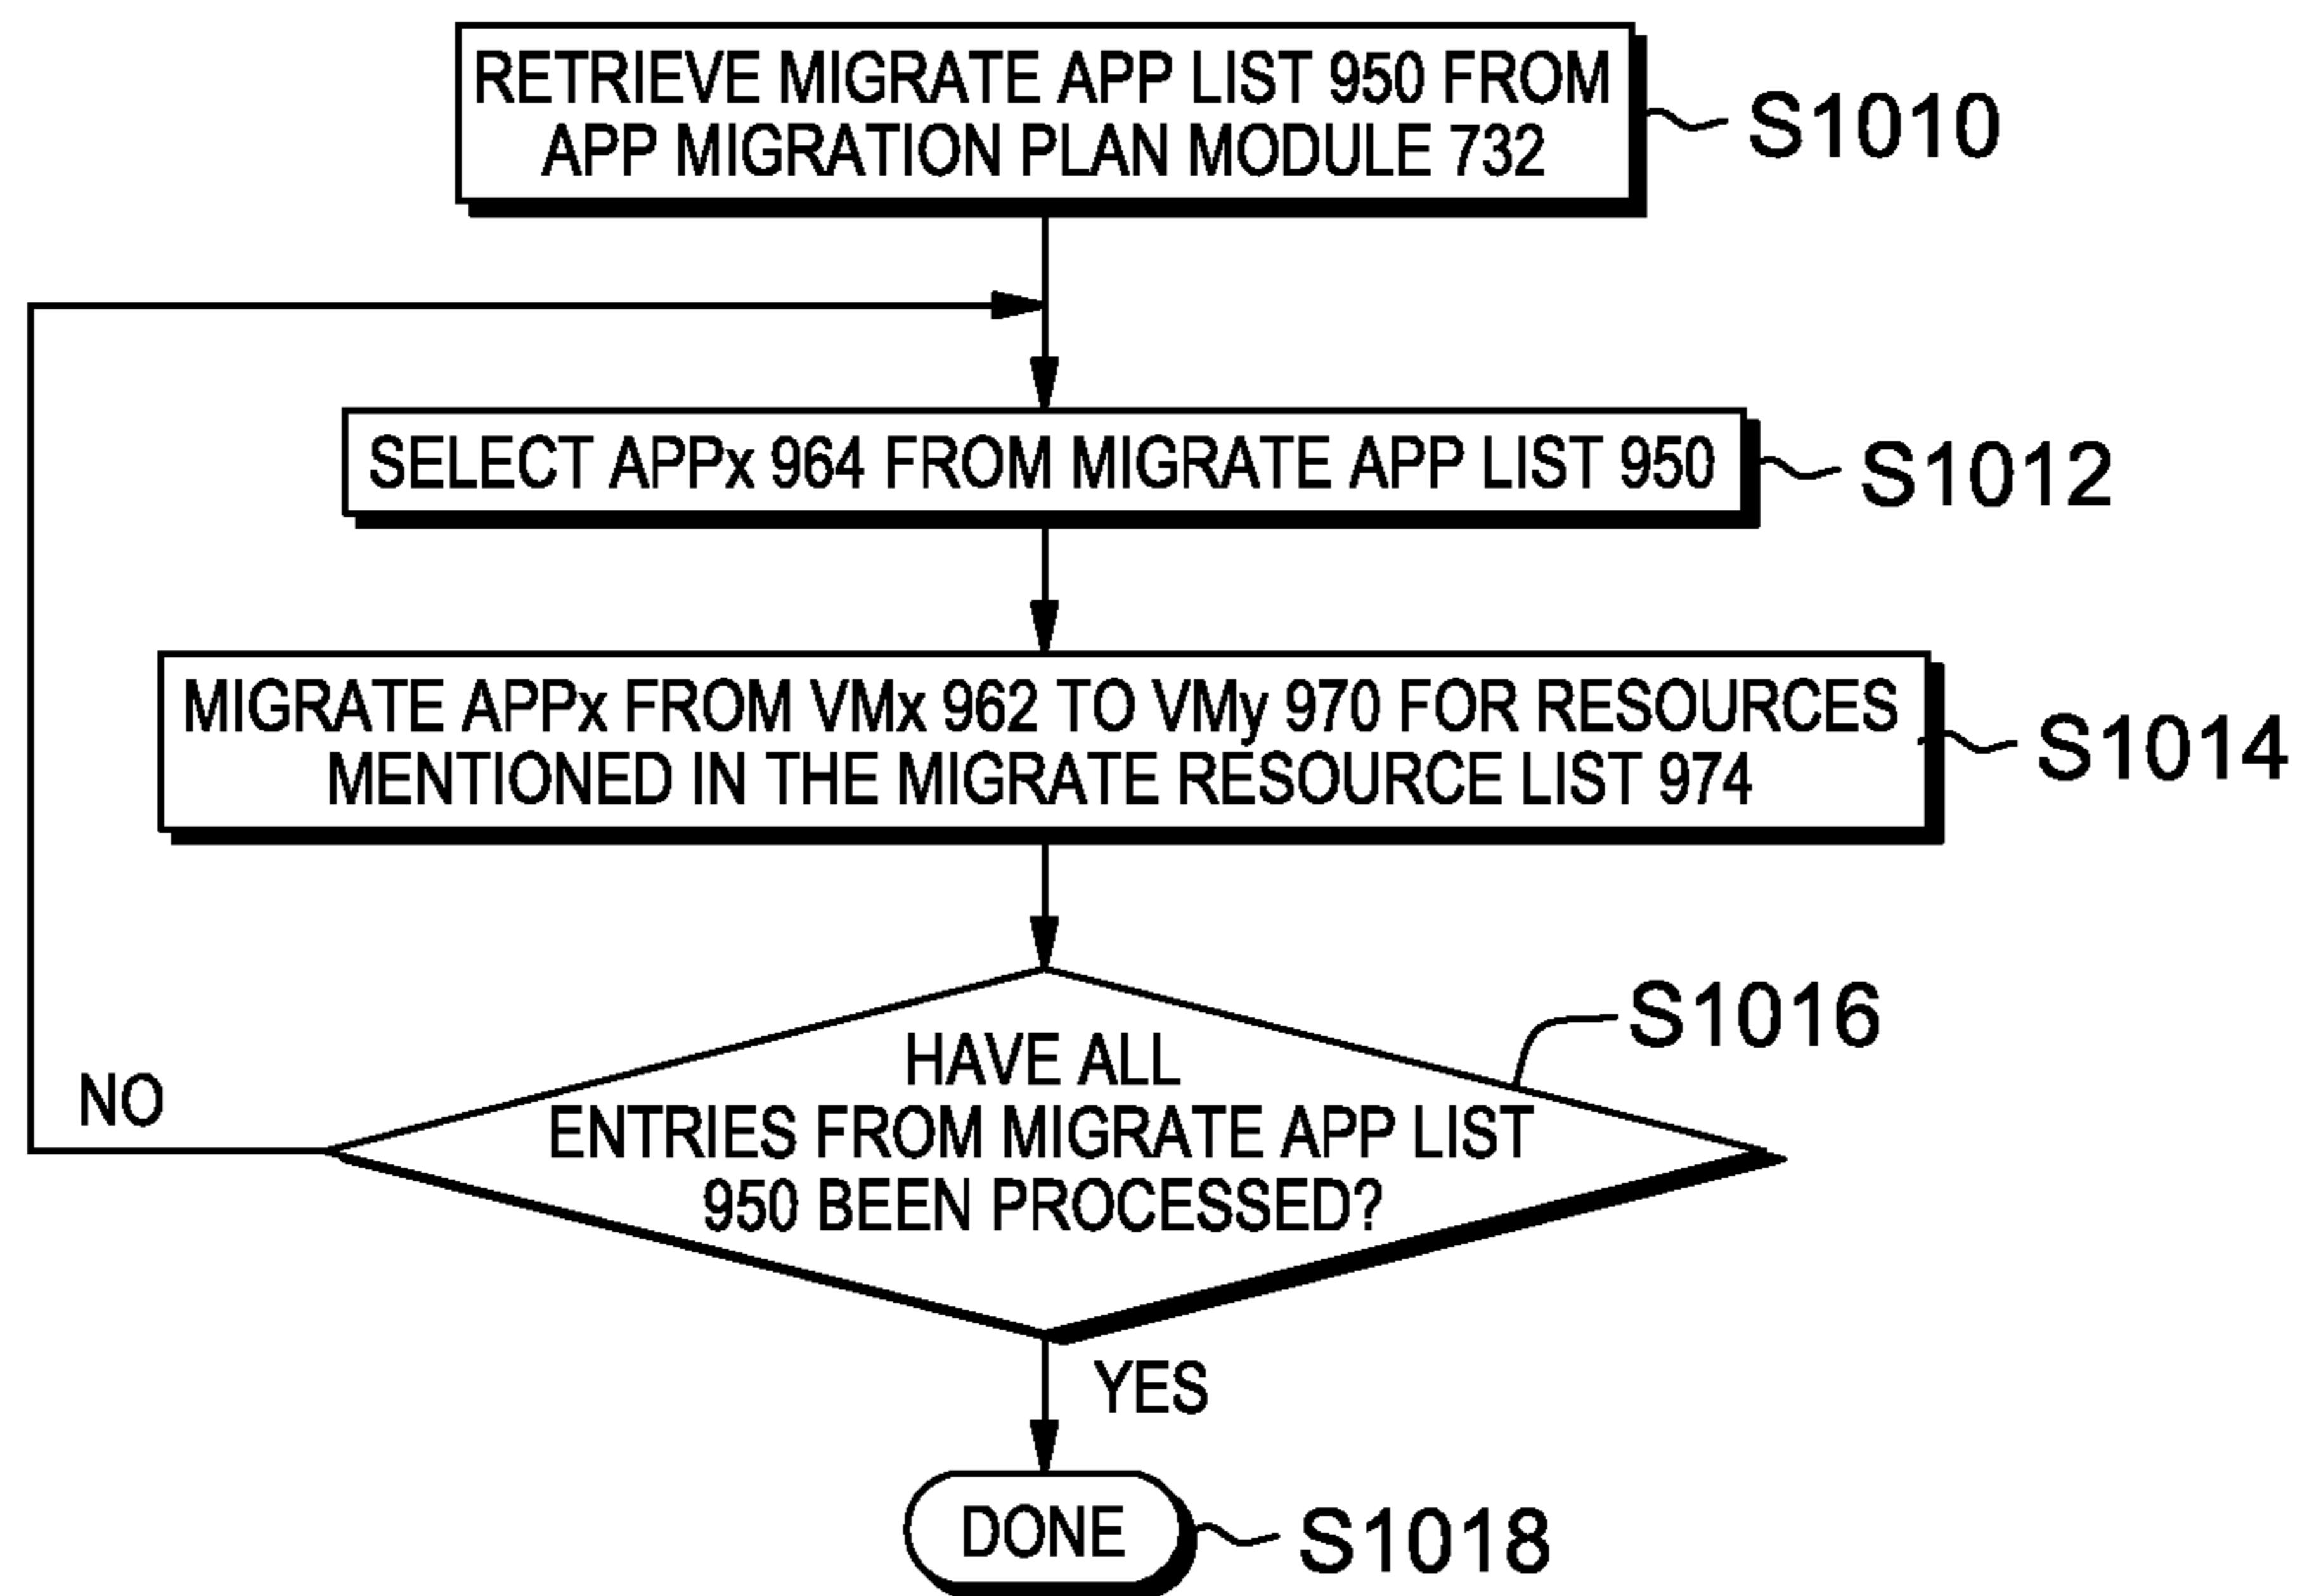 RETRIEVE MIGRATE APP LIST 950 FROM
APP MIGRATION PLAN MODULE 732
S1010
SELECT APPx 964 FROM MIGRATE APP LIST 950
S1012
MIGRATE APPx FROM VMx 962 TO VMy 970 FOR RESOURCES
MENTIONED IN THE MIGRATE RESOURCE LIST 974
S1014
S1016
HAVE ALL
ENTRIES FROM MIGRATE APP LIST
950 BEEN PROCESSED?
NO
YES
DONE
S1018